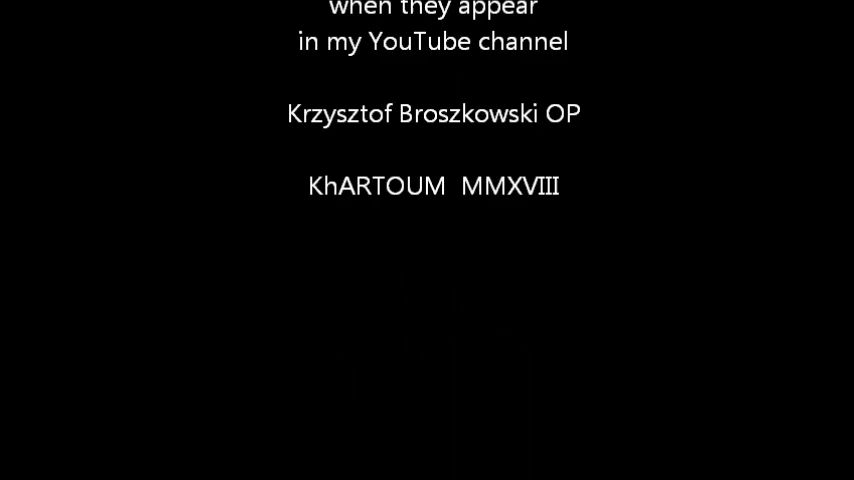 when they appear
in my YouTube channel
Krzysztof Broszkowski OP
KhARTOUM MMXVIII